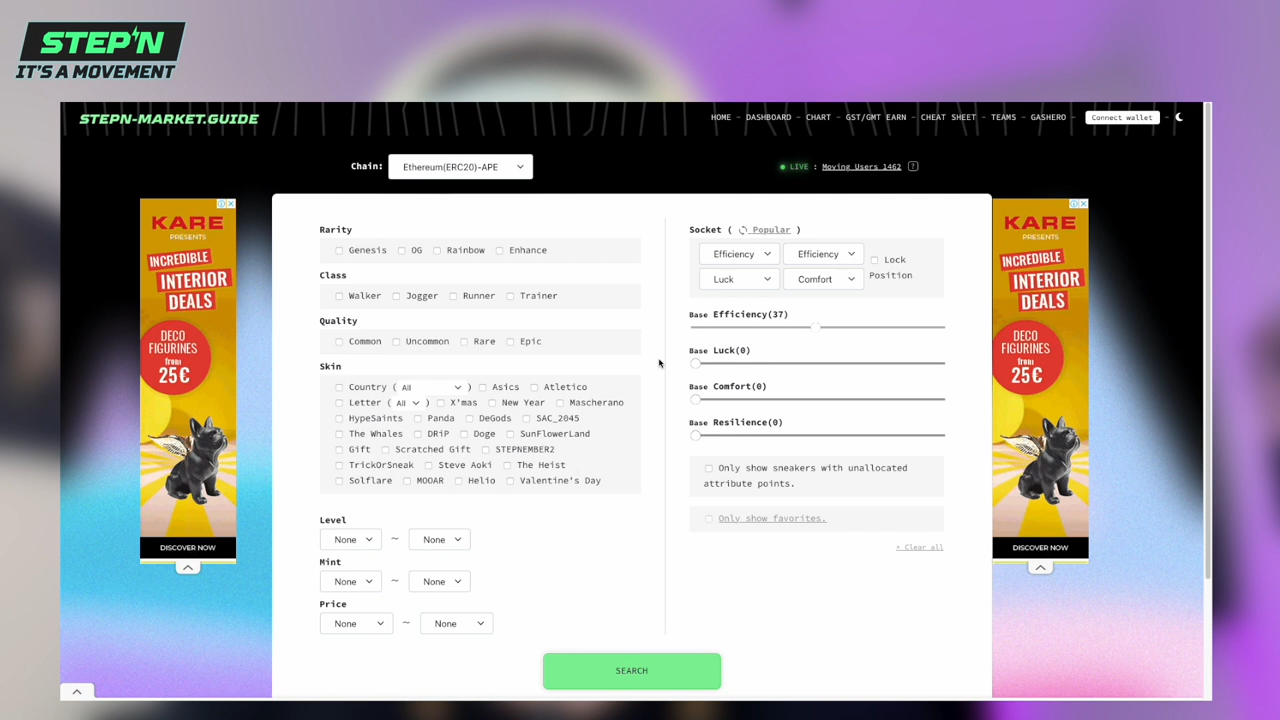 STEP'N
IT'S A MOVEMENT
STEPN-MARKET.GUIDE
HOME - DASHBOARD - CHART - GST/GMT EARN - CHEAT SHEET - TEAMS - GASHERO - Connect wallet -
Chain: Ethereum(ERC20)-APE
LIVE : Moving Users 1462 ?
KARE
PRESENTS
INCREDIBLE
INTERIOR
DEALS
DECO
FIGURINES
from
25€
DISCOVER NOW
Rarity
Genesis OG Rainbow Enhance
Class
Walker Jogger Runner Trainer
Quality
Common Uncommon Rare Epic
Skin
Country ( All ) Asics Atletico
Letter ( All ) X'mas New Year Mascherano
HypeSaints Panda DeGods SAC_2045
The Whales DRiP Doge SunFlowerLand
Gift Scratched Gift STEPNEMBER2
TrickOrSneak Steve Aoki The Heist
Solflare MOOAR Helio Valentine's Day
Level
None ~ None
Mint
None ~ None
Price
None ~ None
Socket ( Popular )
Efficiency Efficiency
Luck Comfort
Lock
Position
Base Efficiency(37)
Base Luck(0)
Base Comfort(0)
Base Resilience(0)
Only show sneakers with unallocated
attribute points.
Only show favorites.
× Clear all
SEARCH
KARE
PRESENTS
INCREDIBLE
INTERIOR
DEALS
DECO
FIGURINES
from
25€
DISCOVER NOW